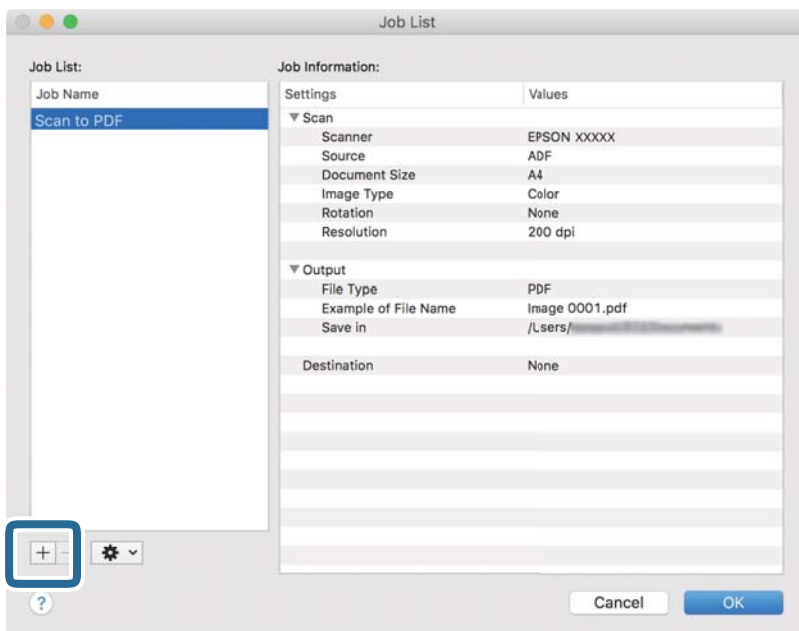 Job List
Job List:
Job Information:
Job Name
Settings Values
Scan to PDF
Scan
Scanner EPSON XXXXX
Source ADF
Document Size A4
Image Type Color
Rotation None
Resolution 200 dpi
Output
File Type PDF
Example of File Name Image 0001.pdf
Save in /Users/
Destination None
?
Cancel
OK